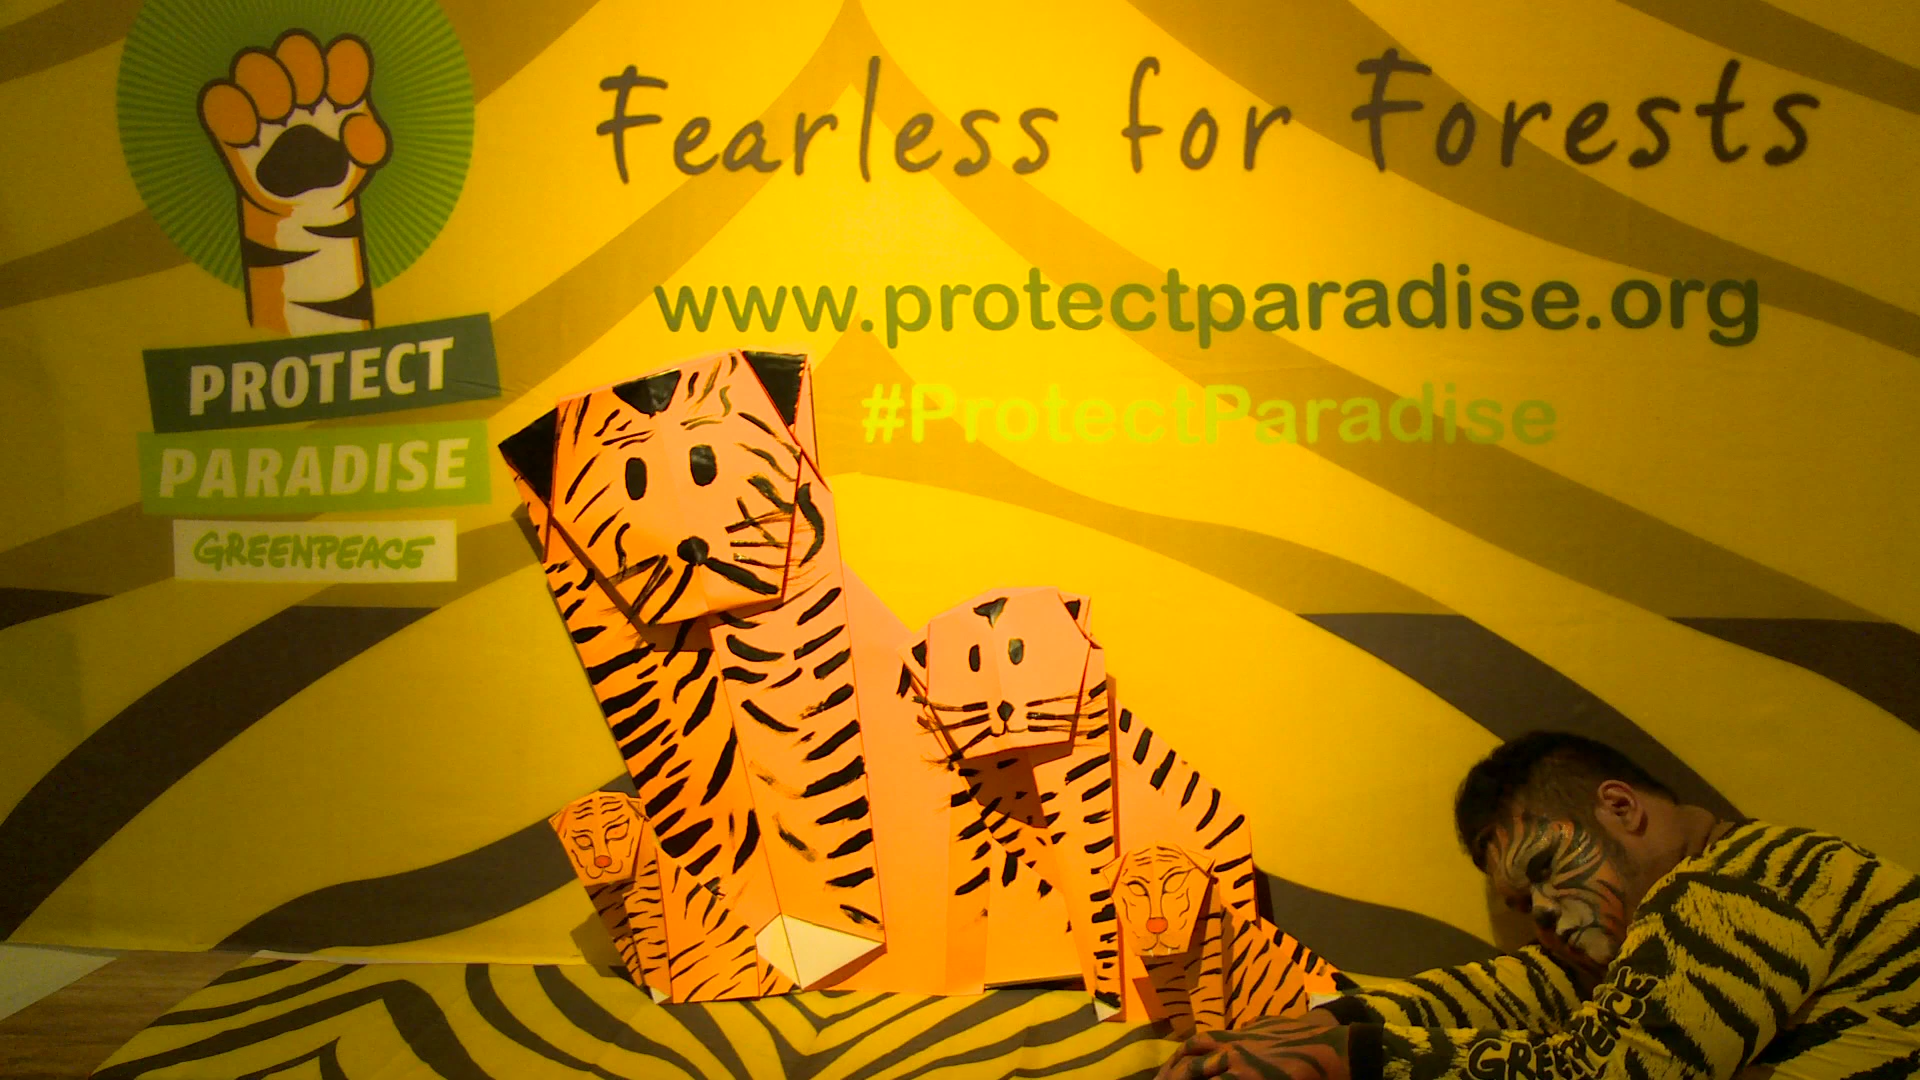 Fearless for Forests
www.protectparadise.org
#ProtectParadise
PROTECT
PARADISE
GREENPEACE
GREENPEACE